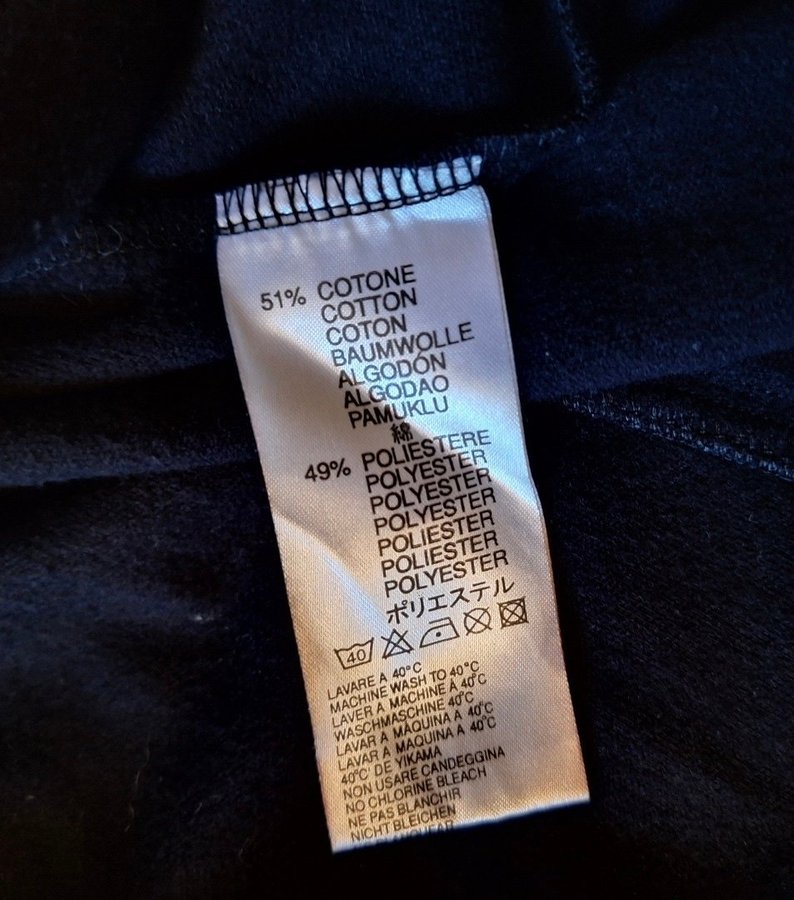 51% COTONE
COTTON
COTON
BAUMWOLLE
ALGODÓN
ALGODAO
PAMUKLU
綿
49% POLIESTERE
POLYESTER
POLYESTER
POLYESTER
POLIESTER
POLIESTER
POLYESTER
ポリエステル
40
LAVARE A 40°C
MACHINE WASH TO 40°C
LAVER A MACHINE A 40°C
WASCHMASCHINE 40°C
LAVAR A MAQUINA A 40°C
LAVAR A MAQUINA A 40°C
40°C' DE YIKAMA
NON USARE CANDEGGINA
NO CHLORINE BLEACH
NE PAS BLANCHIR
NICHT BLEICHEN